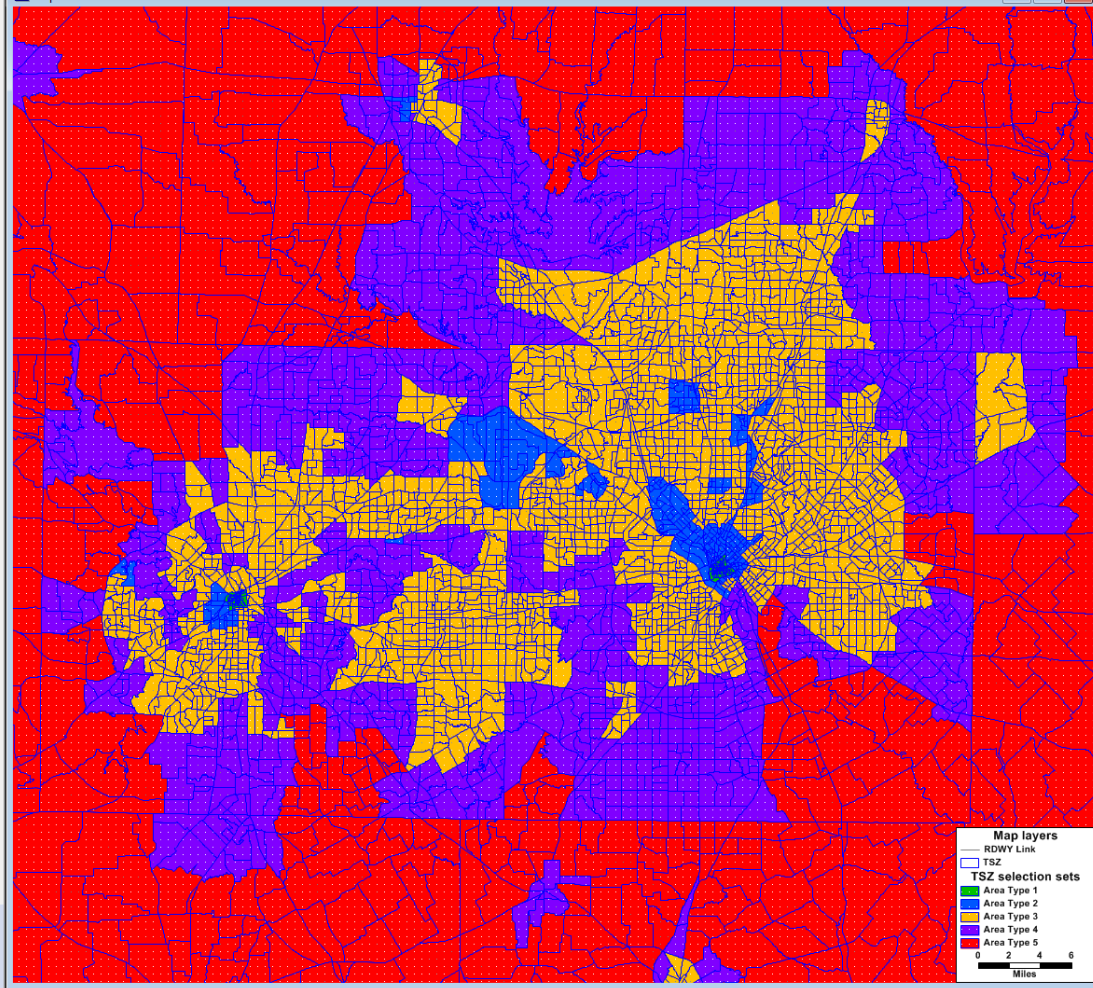 Map layers
RDWY Link
TSZ
TSZ selection sets
Area Type 1
Area Type 2
Area Type 3
Area Type 4
Area Type 5
0 2 4 6
Miles